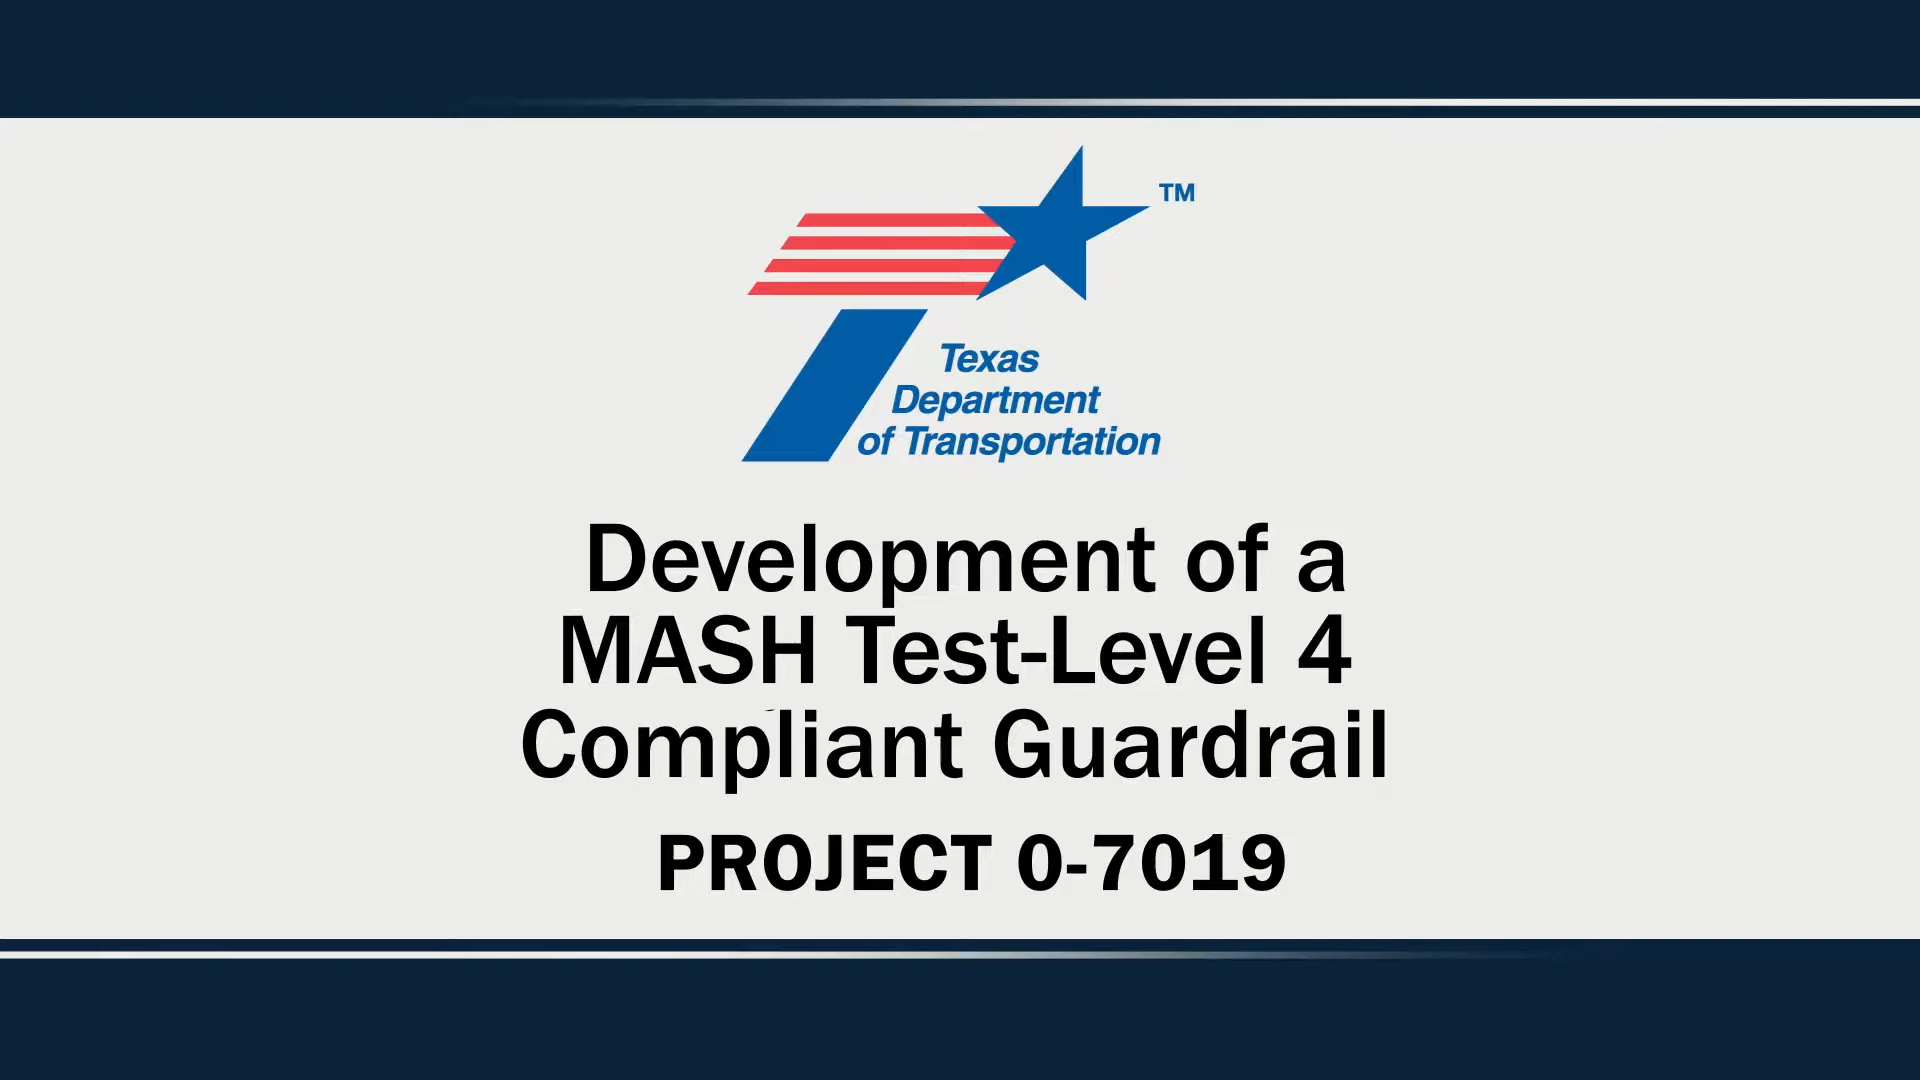 TM
Texas
Department
of Transportation
Development of a
MASH Test-Level 4
Compliant Guardrail
PROJECT 0-7019